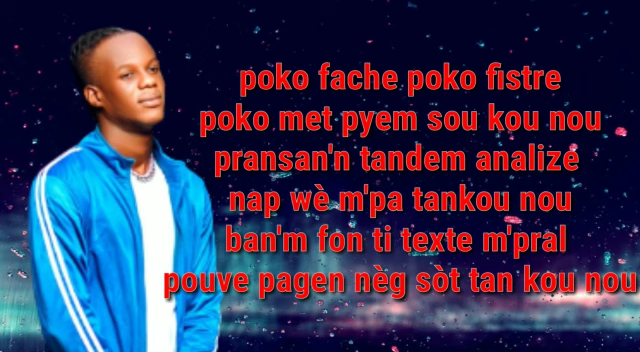 poko fache poko fistre
poko met pyem sou kou nou
pransan'n tandem analize
nap wè m'pa tankou nou
ban'm fon ti texte m'pral
pouve pagen nèg sòt tan kou nou